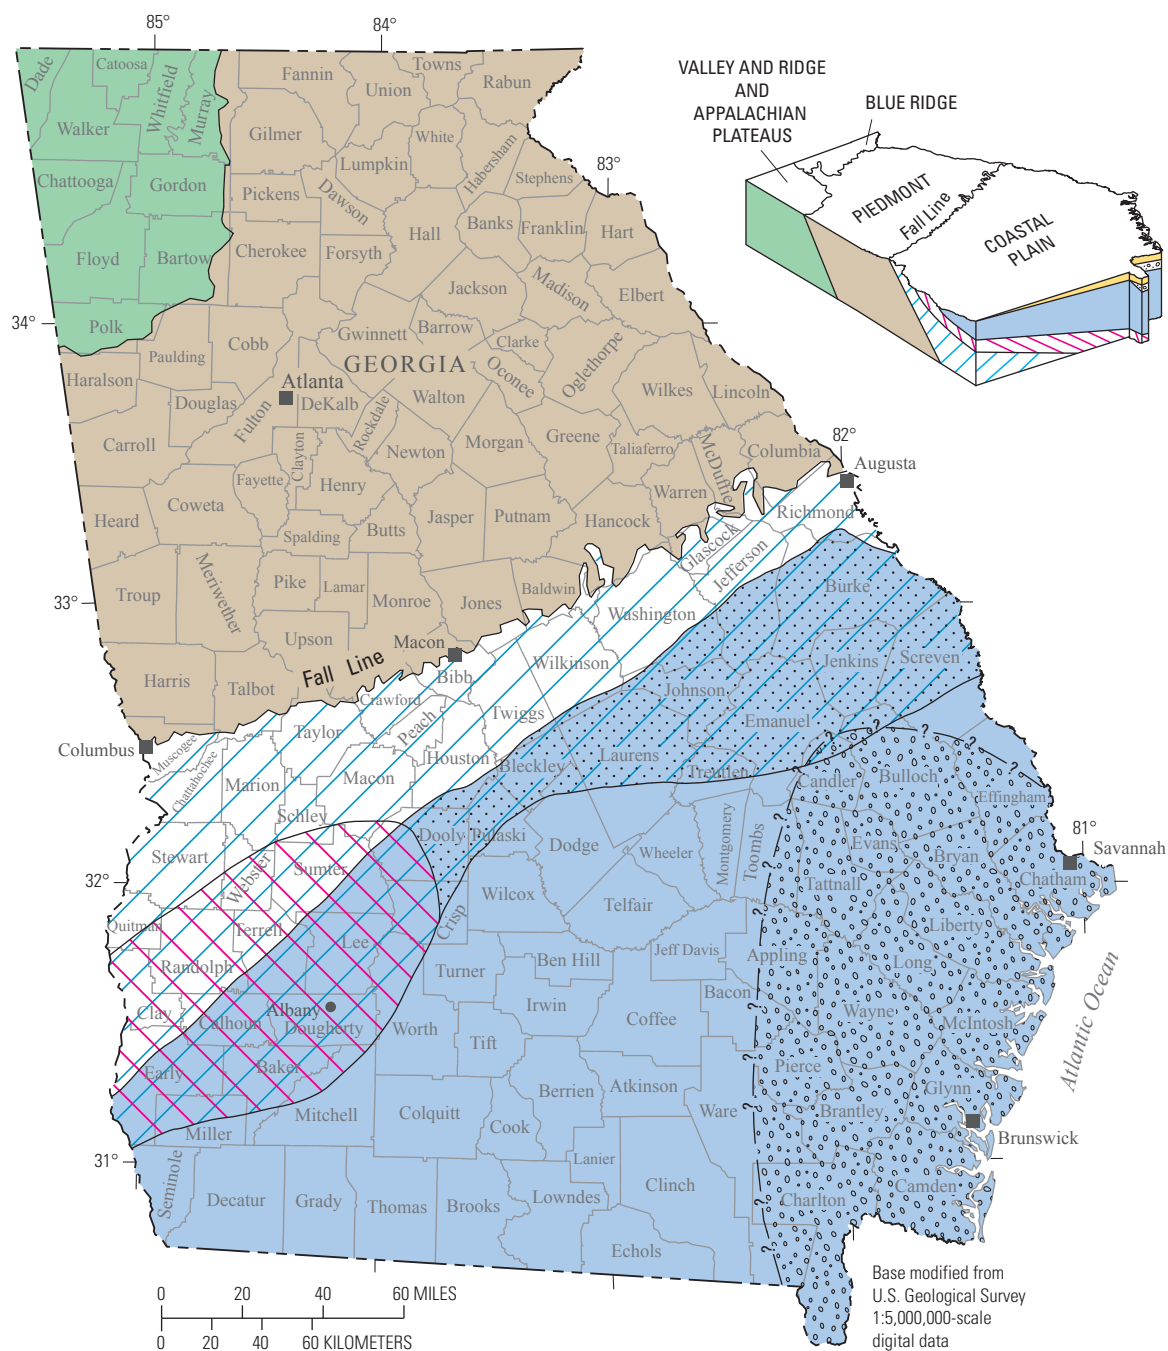 85°
84°
VALLEY AND RIDGE
AND
APPALACHIAN
PLATEAUS
BLUE RIDGE
PIEDMONT
Fall Line
COASTAL
PLAIN
Dade
Catoosa
Whitfield
Murray
Fannin
Towns
Union
Rabun
Walker
Gilmer
White
Habersham
Lumpkin
Stephens
83°
Chattooga
Gordon
Pickens
Dawson
Banks
Franklin
Hart
Hall
Floyd
Bartow
Cherokee
Forsyth
Jackson
Madison
Elbert
34°
Polk
Gwinnett
Barrow
Clarke
Oconee
Oglethorpe
Paulding
Cobb
GEORGIA
Haralson
Atlanta
Douglas
Fulton
DeKalb
Rockdale
Walton
Wilkes
Lincoln
Carroll
Clayton
Newton
Morgan
Greene
Taliaferro
McDuffie
Columbia
82°
Augusta
Heard
Coweta
Fayette
Henry
Spalding
Butts
Jasper
Putnam
Hancock
Warren
Richmond
Glascock
Jefferson
33°
Troup
Meriwether
Pike
Lamar
Monroe
Jones
Baldwin
Washington
Burke
Upson
Fall Line
Macon
Bibb
Wilkinson
Jenkins
Screven
Harris
Talbot
Crawford
Twiggs
Johnson
Emanuel
Columbus
Muscogee
Chattahochee
Taylor
Peach
Houston
Bleckley
Laurens
Treutlen
Marion
Macon
Schley
?
?
?
?
?
?
?
Candler
Bulloch
Effingham
Dooly
Pulaski
Dodge
Wheeler
Montgomery
Toombs
Evans
Bryan
81°
Savannah
Chatham
32°
Stewart
Webster
Sumter
Crisp
Wilcox
Telfair
Tattnall
Liberty
Quitman
Terrell
Lee
Randolph
Turner
Ben Hill
Jeff Davis
Appling
Long
Clay
Calhoun
Albany
Dougherty
Worth
Irwin
Coffee
Bacon
Wayne
McIntosh
Atlantic Ocean
Tift
Early
Baker
Berrien
Atkinson
Pierce
Glynn
Miller
Mitchell
Colquitt
Cook
Ware
Brantley
Brunswick
31°
Seminole
Decatur
Grady
Thomas
Brooks
Lanier
Lowndes
Clinch
Charlton
Camden
Echols
0 20 40 60 MILES
0 20 40 60 KILOMETERS
Base modified from
U.S. Geological Survey
1:5,000,000-scale
digital data